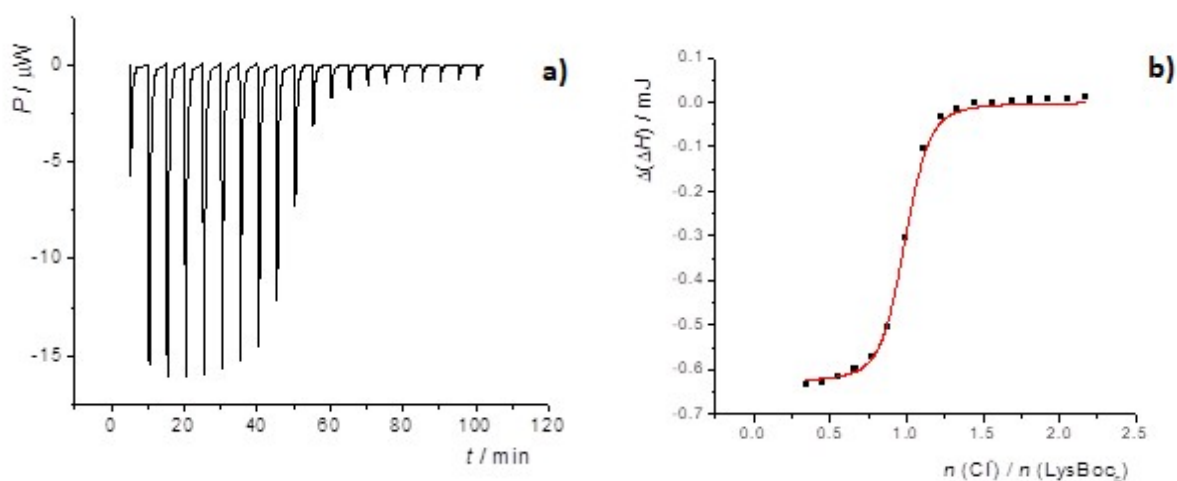 a)
P / μW
0
-5
-10
-15
0 20 40 60 80 100 120
t / min
b)
Δ(ΔH) / mJ
0.1
0.0
-0.1
-0.2
-0.3
-0.4
-0.5
-0.6
-0.7
0.0 0.5 1.0 1.5 2.0 2.5
n (Cl) / n (LysBoc